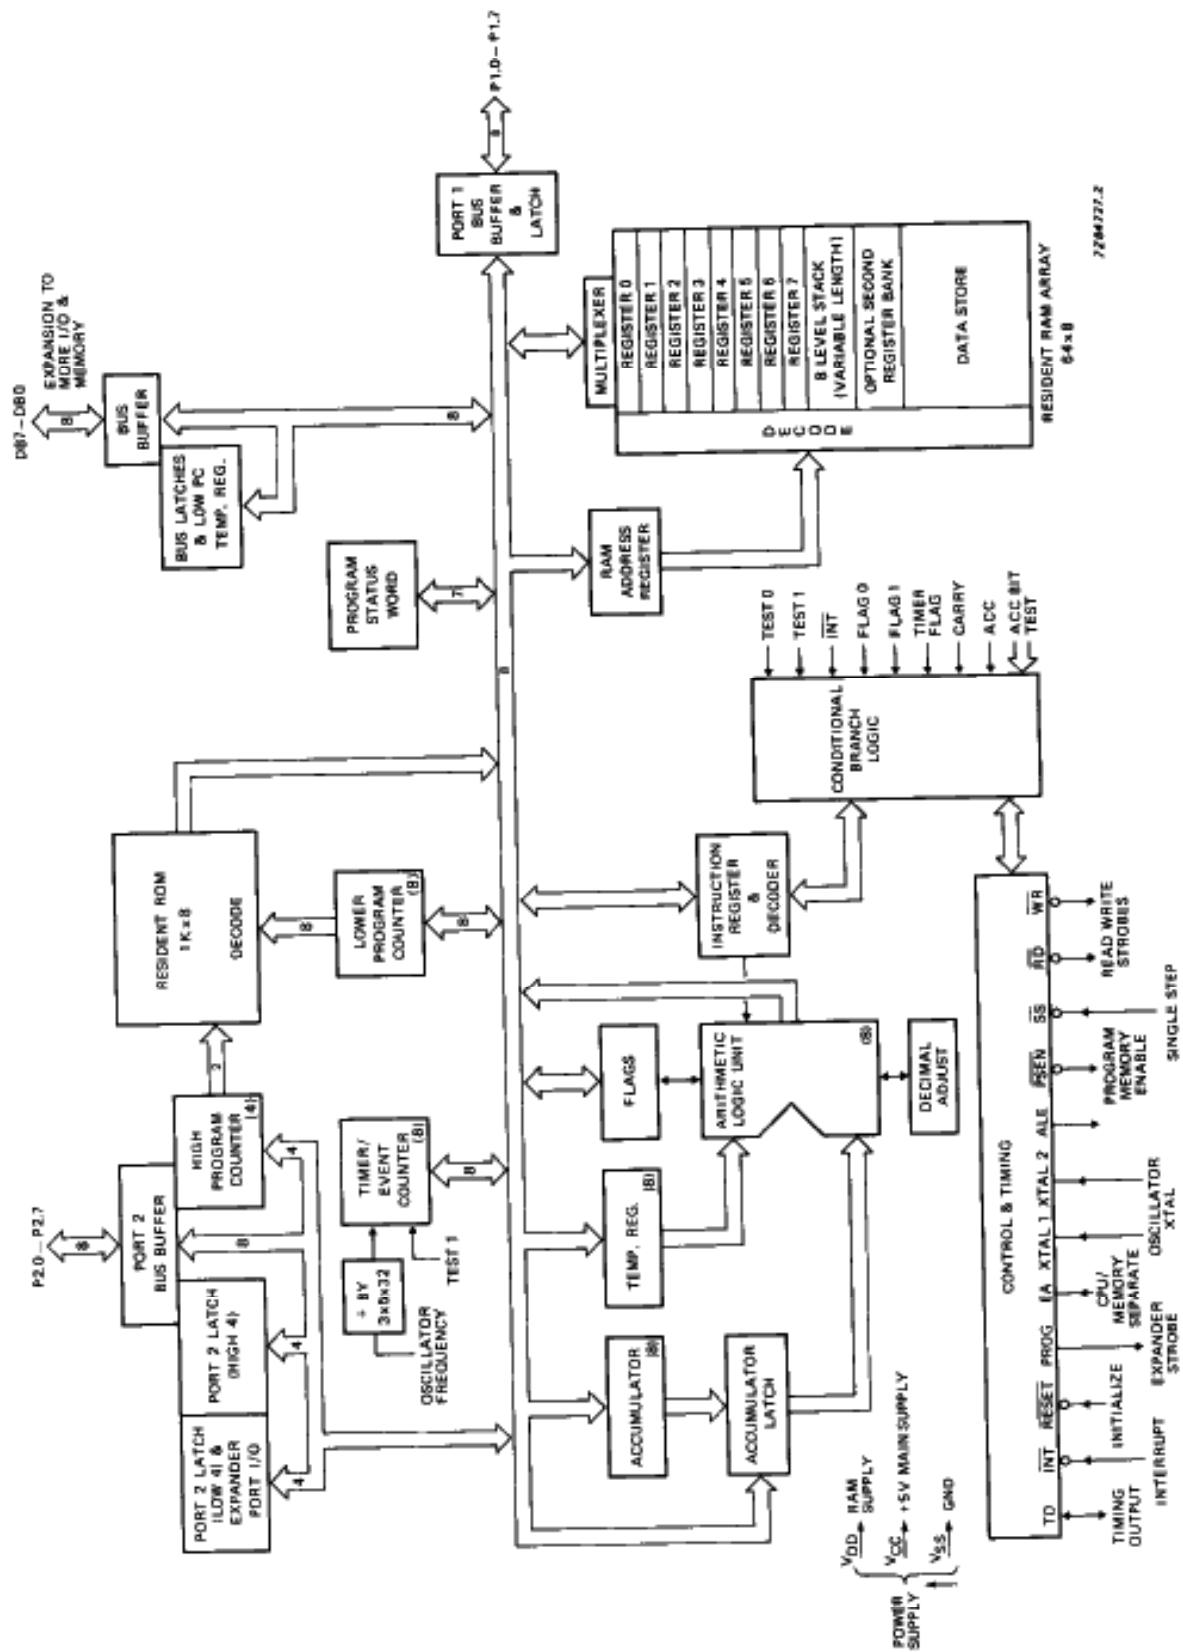 P2.0 – P2.7
8
PORT 2
BUS BUFFER
PORT 2 LATCH
(LOW 4) &
EXPANDER
PORT I/O
PORT 2 LATCH
(HIGH 4)
HIGH
PROGRAM
COUNTER
(4)
4
4
8
4
2
RESIDENT ROM
1K x 8
DECODE
8
LOWER
PROGRAM
COUNTER
(8)
8
÷ BY
3x5x32
OSCILLATOR
FREQUENCY
TIMER/
EVENT
COUNTER
(8)
TEST 1
8
PROGRAM
STATUS
WORD
7
DB7 – DB0
8
EXPANSION TO
MORE I/O &
MEMORY
BUS
BUFFER
BUS LATCHES
& LOW PC
TEMP. REG.
8
8
PORT 1
BUS
BUFFER
&
LATCH
8
P1.0 – P1.7
ACCUMULATOR
(8)
ACCUMULATOR
LATCH
TEMP. REG.
(8)
FLAGS
ARITHMETIC
LOGIC UNIT
(8)
DECIMAL
ADJUST
INSTRUCTION
REGISTER
&
DECODER
RAM
ADDRESS
REGISTER
MULTIPLEXER
DECODE
REGISTER 0
REGISTER 1
REGISTER 2
REGISTER 3
REGISTER 4
REGISTER 5
REGISTER 6
REGISTER 7
8 LEVEL STACK
(VARIABLE LENGTH)
OPTIONAL SECOND
REGISTER BANK
DATA STORE
RESIDENT RAM ARRAY
64 x 8
CONDITIONAL
BRANCH
LOGIC
TEST 0
TEST 1
INT
FLAG 0
FLAG 1
TIMER
FLAG
CARRY
ACC
ACC BIT
TEST
POWER
SUPPLY
VDD
RAM
SUPPLY
VCC
+5V MAIN SUPPLY
VSS
GND
CONTROL & TIMING
TO
INT
RESET
PROG
EA
XTAL 1
XTAL 2
ALE
PSEN
SS
RD
WR
TIMING
OUTPUT
INTERRUPT
INITIALIZE
EXPANDER
STROBE
CPU/
MEMORY
SEPARATE
OSCILLATOR
XTAL
PROGRAM
MEMORY
ENABLE
SINGLE STEP
READ WRITE
STROBES